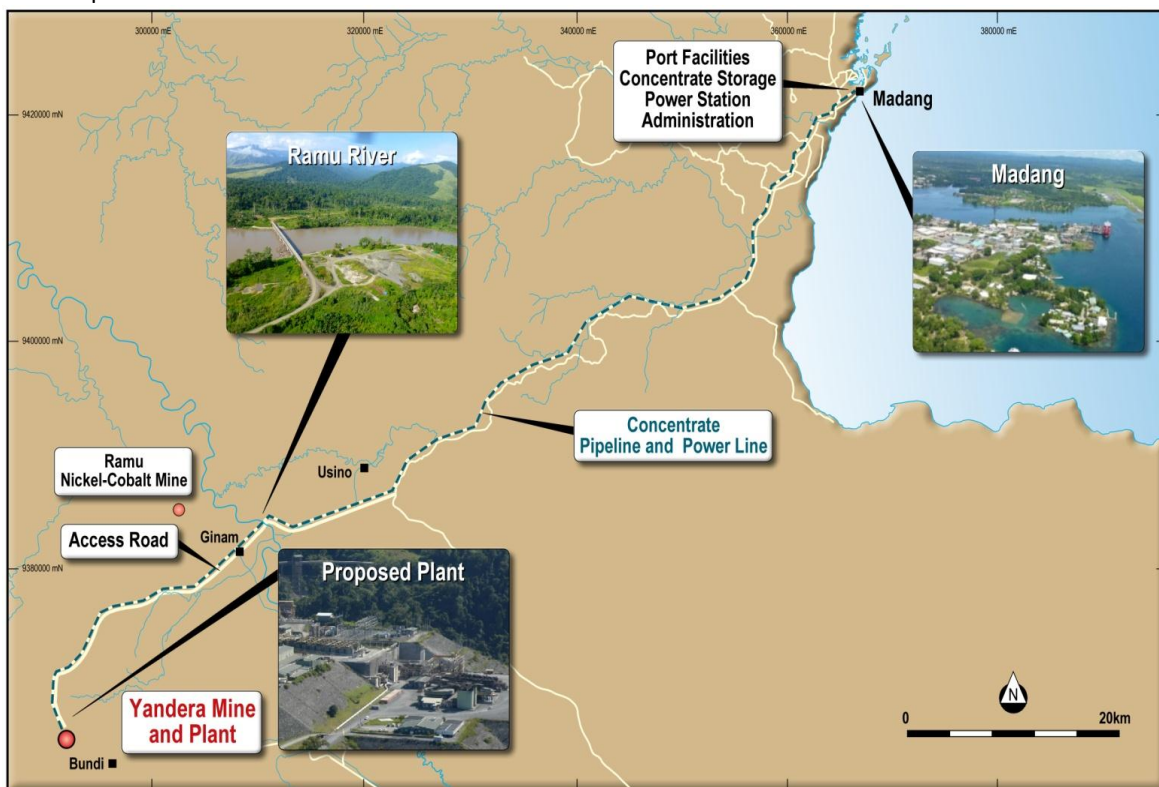 300000 mE
320000 mE
340000 mE
360000 mE
380000 mE
Port Facilities
Concentrate Storage
Power Station
Administration
Madang
9420000 mN
Ramu River
Madang
9400000 mN
Concentrate
Pipeline and Power Line
Ramu
Nickel-Cobalt Mine
Usino
Access Road
Ginam
9380000 mN
Proposed Plant
Yandera Mine
and Plant
Bundi
N
0
20km